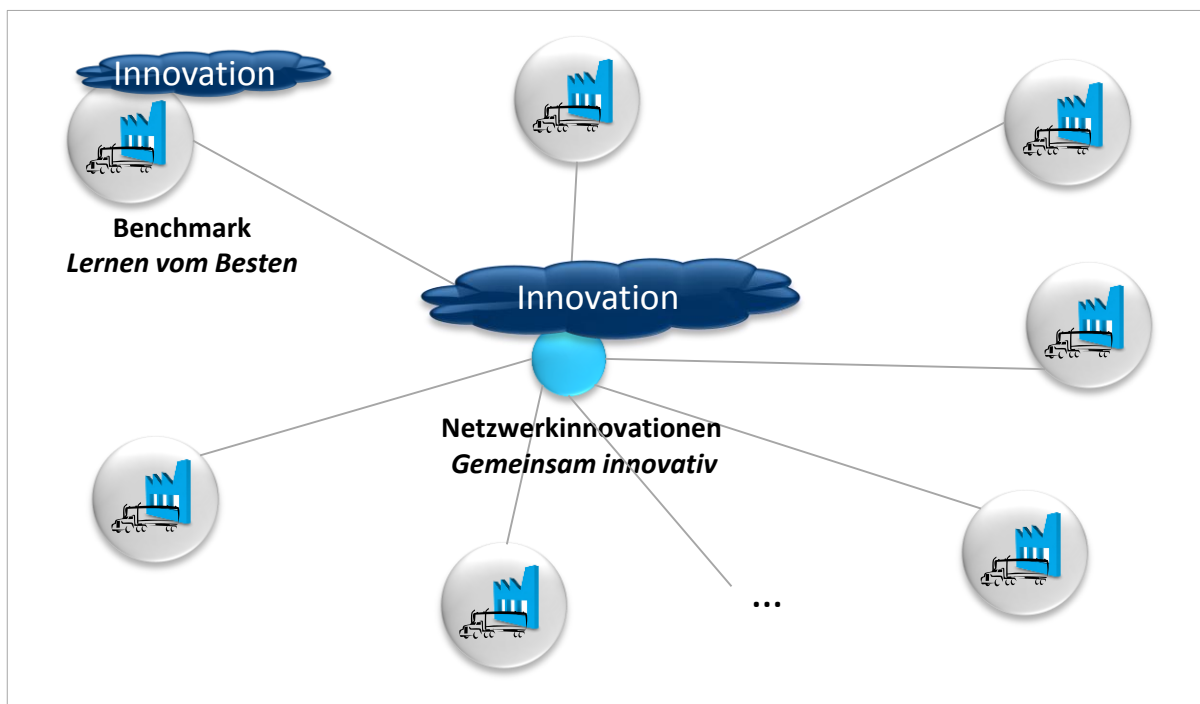 Innovation
Benchmark
Lernen vom Besten
Innovation
Netzwerkinnovationen
Gemeinsam innovativ
...